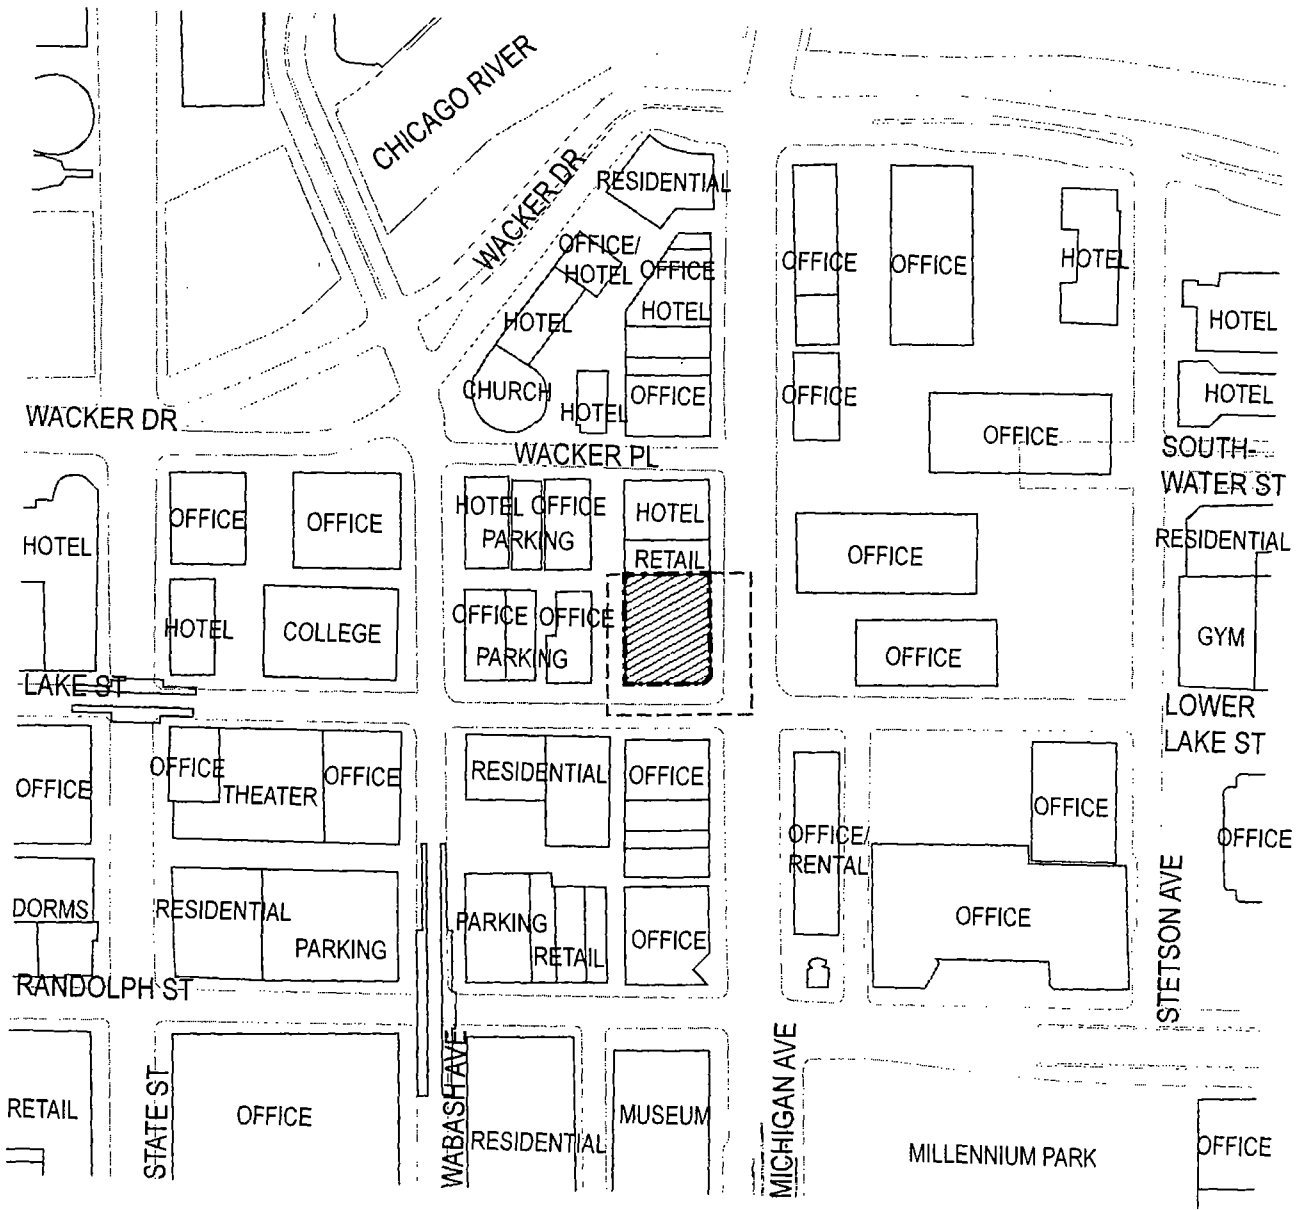 CHICAGO RIVER
WACKER DR
RESIDENTIAL
OFFICE/
HOTEL
OFFICE
HOTEL
HOTEL
OFFICE
OFFICE
HOTEL
HOTEL
CHURCH
HOTEL
OFFICE
OFFICE
HOTEL
WACKER DR
WACKER PL
OFFICE
SOUTH-
WATER ST
HOTEL
OFFICE
OFFICE
HOTEL
OFFICE
PARKING
HOTEL
RETAIL
OFFICE
RESIDENTIAL
HOTEL
COLLEGE
OFFICE
OFFICE
PARKING
OFFICE
GYM
LAKE ST
LOWER
LAKE ST
OFFICE
OFFICE
THEATER
OFFICE
RESIDENTIAL
OFFICE
OFFICE/
RENTAL
OFFICE
OFFICE
DORMS
RESIDENTIAL
PARKING
PARKING
RETAIL
OFFICE
OFFICE
STETSON AVE
RANDOLPH ST
RETAIL
STATE ST
OFFICE
WABASH AVE
RESIDENTIAL
MUSEUM
MICHIGAN AVE
MILLENNIUM PARK
OFFICE